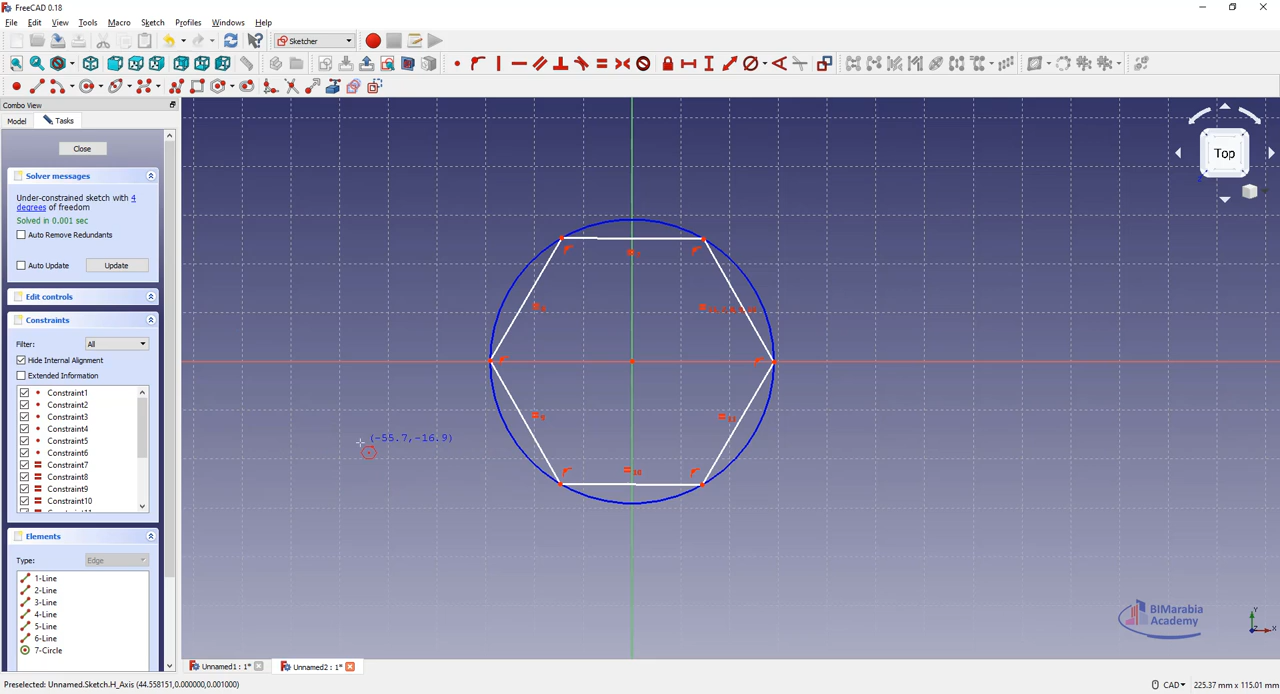 FreeCAD 0.18
File Edit View Tools Macro Sketch Profiles Windows Help
Sketcher
Combo View
Model Tasks
Close
Solver messages
Under-constrained sketch with 4
degrees of freedom
Solved in 0.001 sec
Auto Remove Redundants
Auto Update Update
Edit controls
Constraints
Filter: All
Hide Internal Alignment
Extended Information
Constraint1
Constraint2
Constraint3
Constraint4
Constraint5
Constraint6
Constraint7
Constraint8
Constraint9
Constraint10
Elements
Type: Edge
1-Line
2-Line
3-Line
4-Line
5-Line
6-Line
7-Circle
Top
(-55.7,-16.9)
10
11
BIMarabia
Academy
Y
X
Unnamed1 : 1*
Unnamed2 : 1*
Preselected: Unnamed.Sketch.H_Axis (44.558151,0.000000,0.001000)
CAD
225.37 mm x 115.01 mm